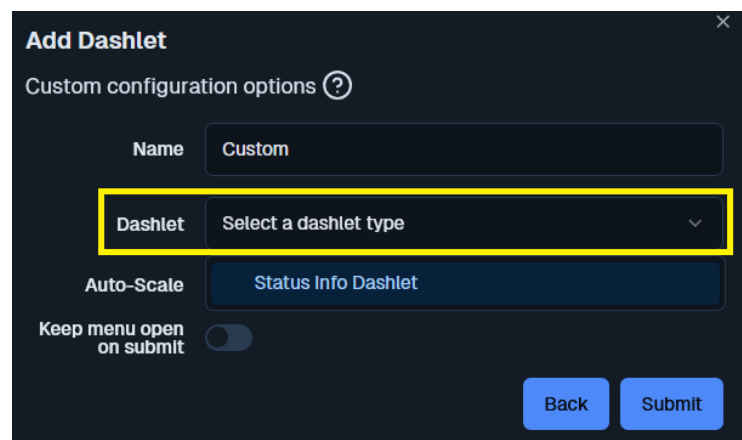 Add Dashlet
Custom configuration options ?
Name Custom
Dashlet Select a dashlet type
Auto-Scale Status Info Dashlet
Keep menu open
on submit
Back Submit